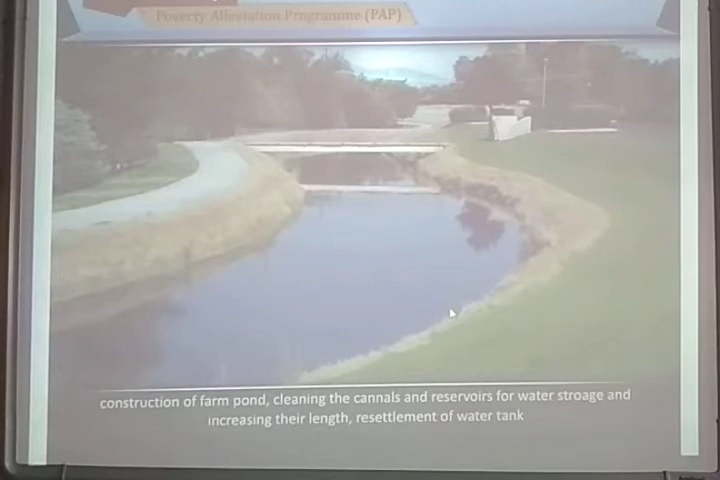 Poverty Alleviation Programme (PAP)
construction of farm pond, cleaning the cannals and reservoirs for water stroage and
increasing their length, resettlement of water tank